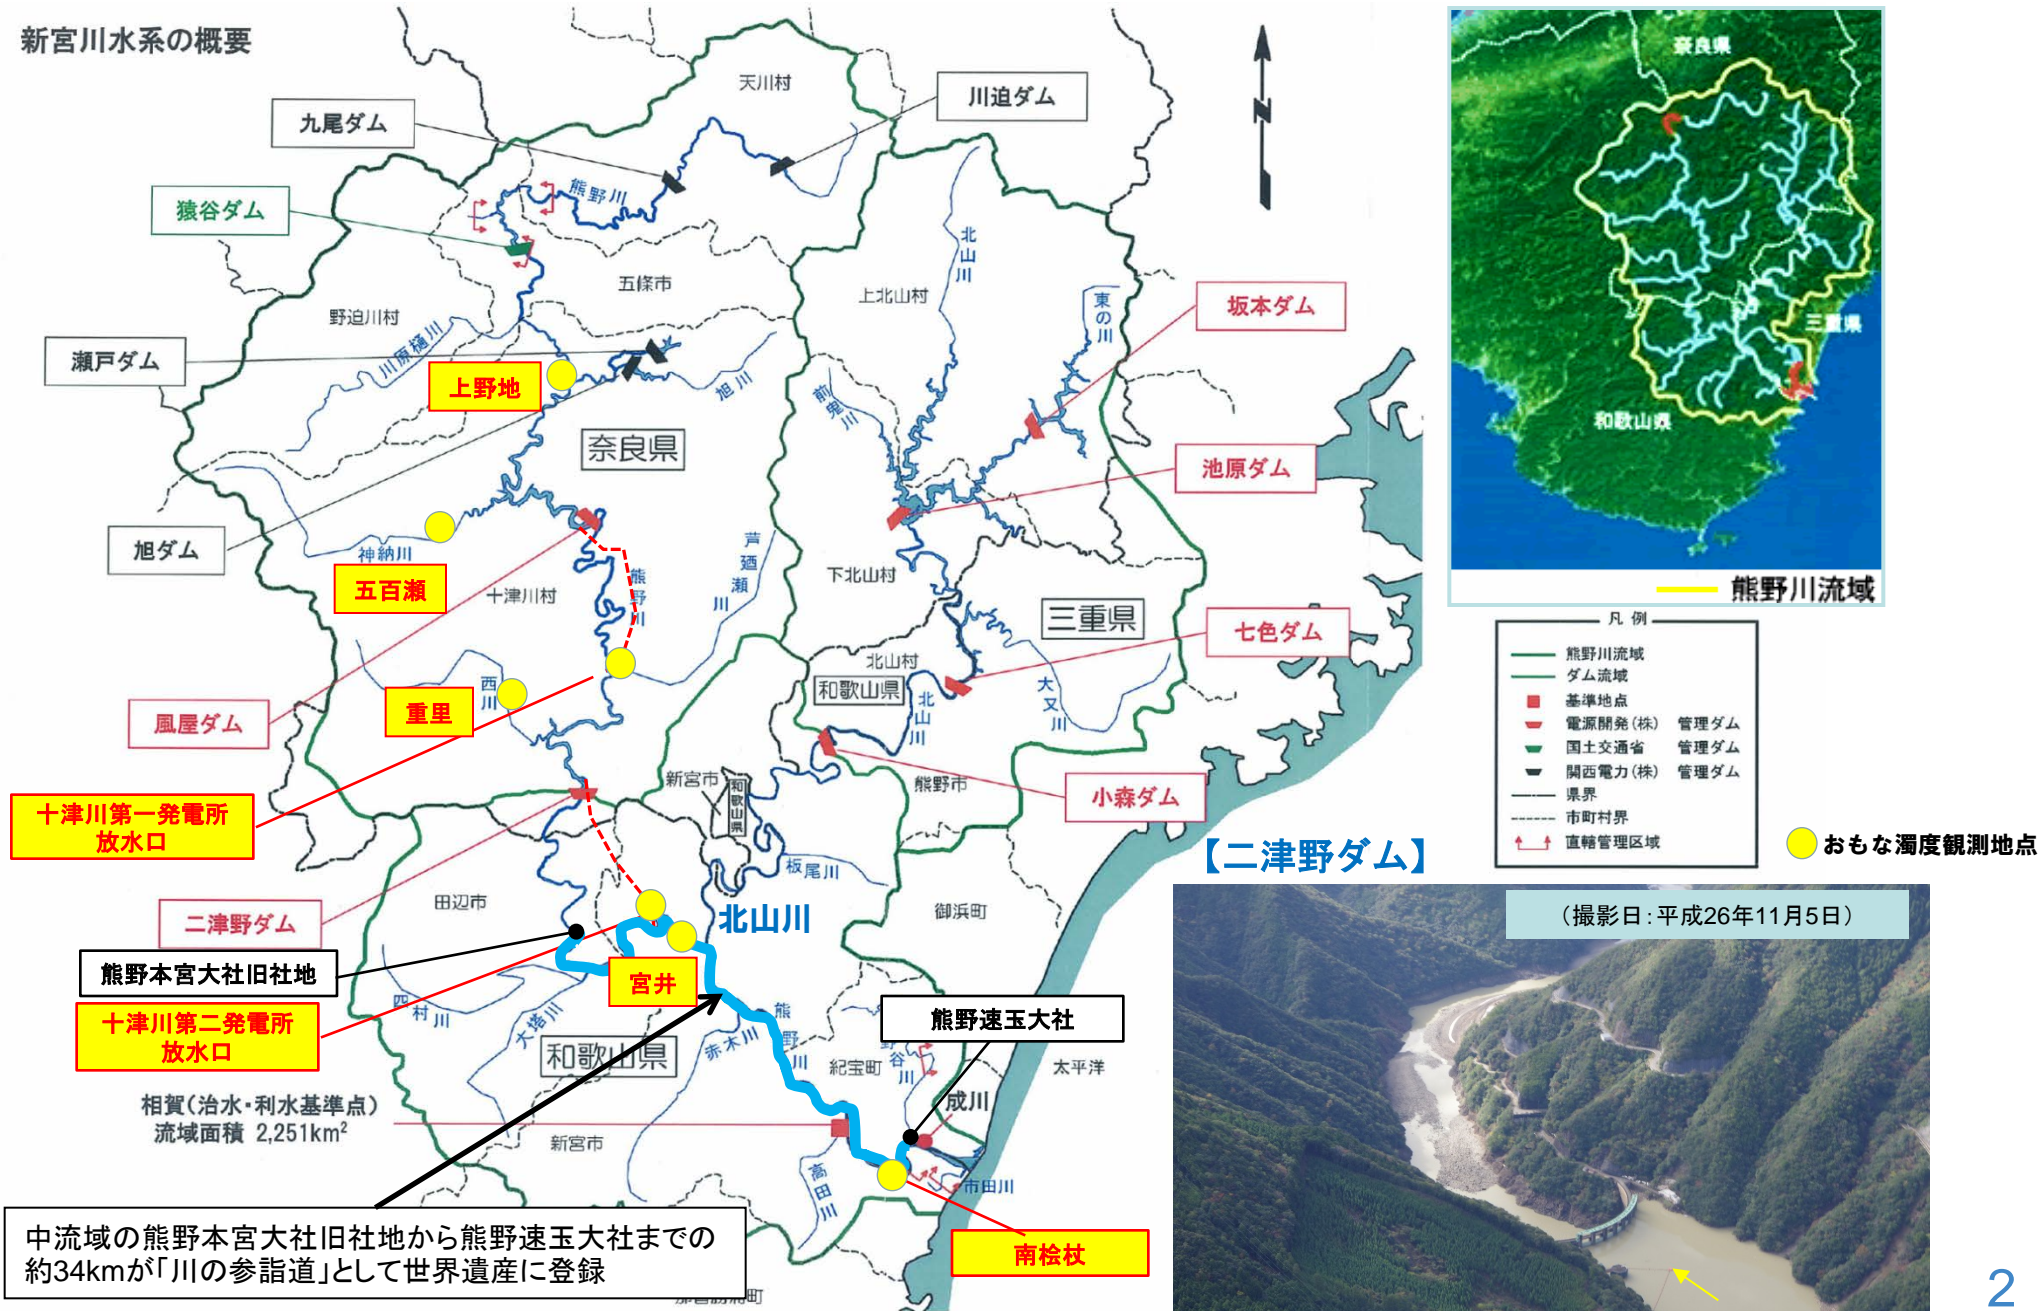 新宮川水系の概要
天川村
川迫ダム
九尾ダム
熊野川
猿谷ダム
北山川
五條市
上北山村
東の川
坂本ダム
野迫川村
川原樋川
瀬戸ダム
上野地
旭川
前鬼川
奈良県
池原ダム
旭ダム
神納川
芦廼瀬川
下北山村
五百瀬
十津川村
熊野川
三重県
七色ダム
北山村
和歌山県
西川
重里
北山川
大又川
風屋ダム
新宮市
和歌山県
熊野市
小森ダム
十津川第一発電所
放水口
板尾川
田辺市
二津野ダム
北山川
御浜町
熊野本宮大社旧社地
宮井
四村川
大塔川
十津川第二発電所
放水口
熊野川
赤木川
熊野速玉大社
和歌山県
紀宝町
太平洋
相賀(治水・利水基準点)
流域面積 2,251km²
成川
新宮市
高田川
市田川
南桧杖
中流域の熊野本宮大社旧社地から熊野速玉大社までの
約34kmが「川の参詣道」として世界遺産に登録
奈良県
三重県
和歌山県
熊野川流域
凡例
熊野川流域
ダム流域
基準地点
電源開発(株) 管理ダム
国土交通省 管理ダム
関西電力(株) 管理ダム
県界
市町村界
直轄管理区域
おもな濁度観測地点
【二津野ダム】
(撮影日:平成26年11月5日)
2